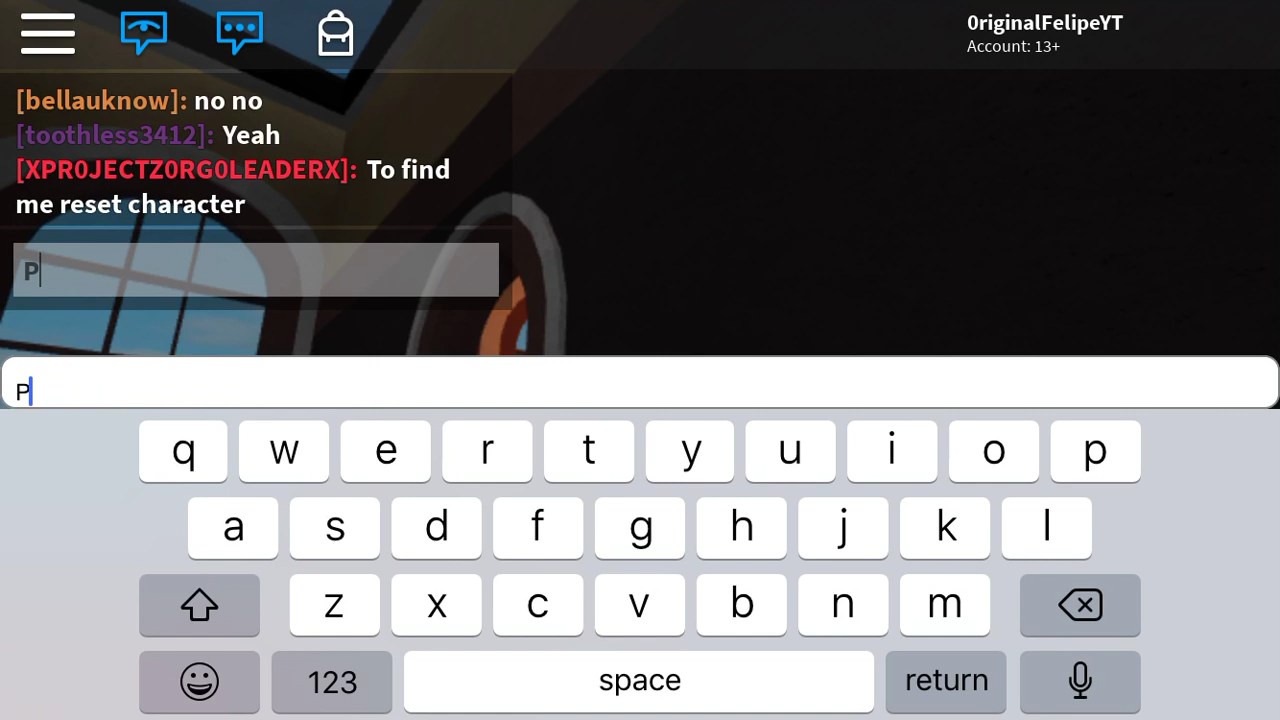 0riginalFelipeYT
Account: 13+
[bellauknow]: no no
[toothless3412]: Yeah
[XPR0JECTZ0RG0LEADERX]: To find
me reset character
P
P
q w e r t y u i o p
a s d f g h j k l
z x c v b n m
123 space return